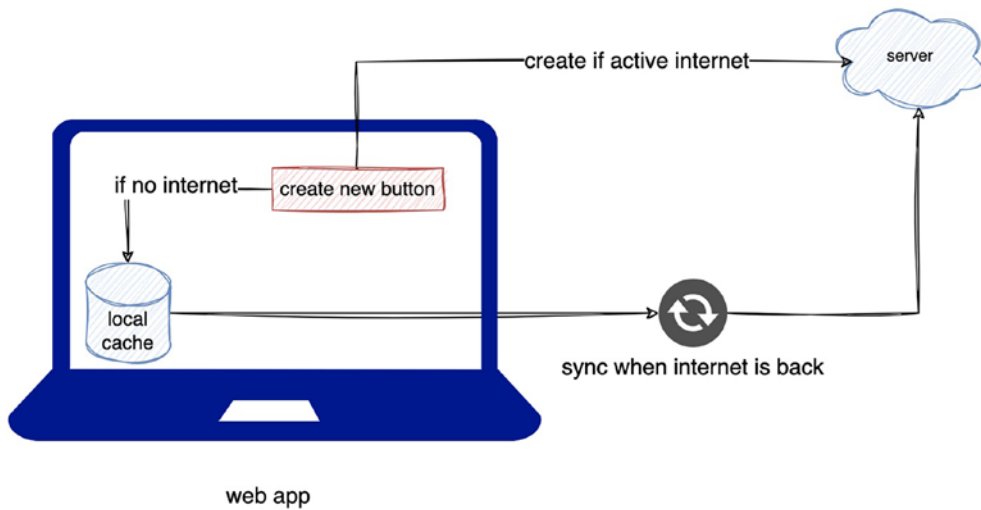 create if active internet
server
if no internet
create new button
local
cache
sync when internet is back
web app